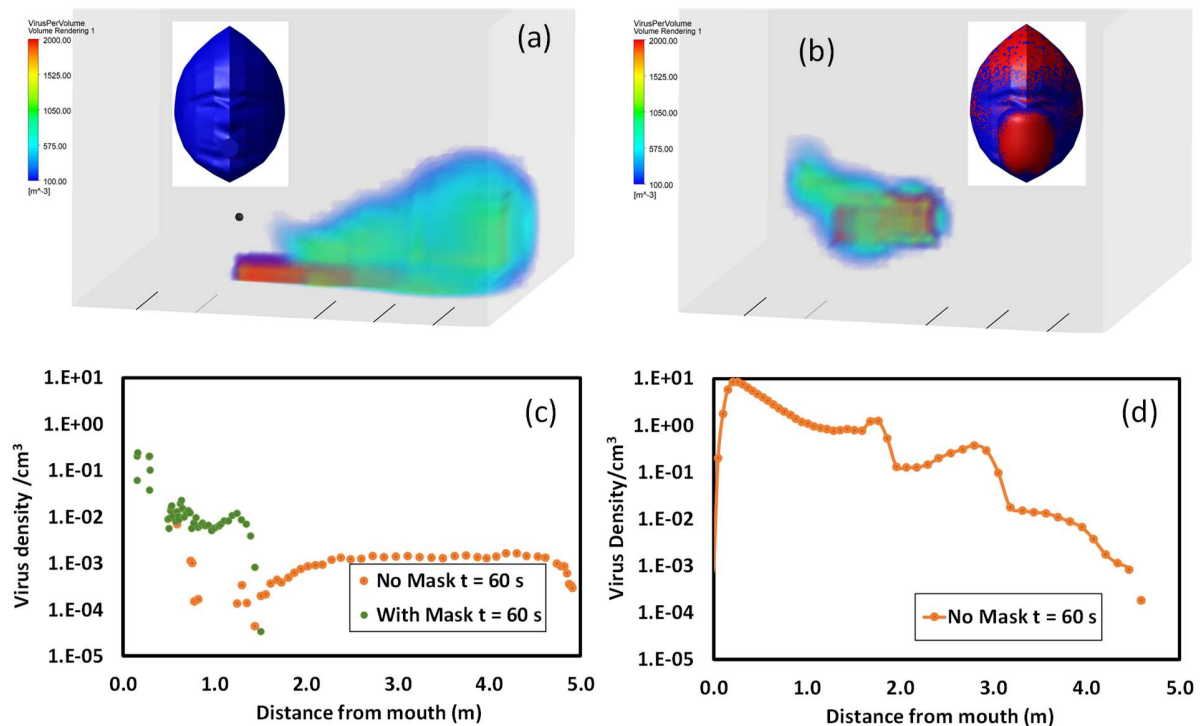 VirusPerVolume
Volume Rendering 1
2000.00
1525.00
1050.00
575.00
100.00
[m^-3]
(a)
VirusPerVolume
Volume Rendering 1
2000.00
1525.00
1050.00
575.00
100.00
[m^-3]
(b)
Virus density /cm³
1.E+01
1.E+00
1.E-01
1.E-02
1.E-03
1.E-04
1.E-05
(c)
No Mask t = 60 s
With Mask t = 60 s
0.0 1.0 2.0 3.0 4.0 5.0
Distance from mouth (m)
Virus Density/cm³
1.E+01
1.E+00
1.E-01
1.E-02
1.E-03
1.E-04
1.E-05
(d)
No Mask t = 60 s
0.0 1.0 2.0 3.0 4.0 5.0
Distance from mouth (m)